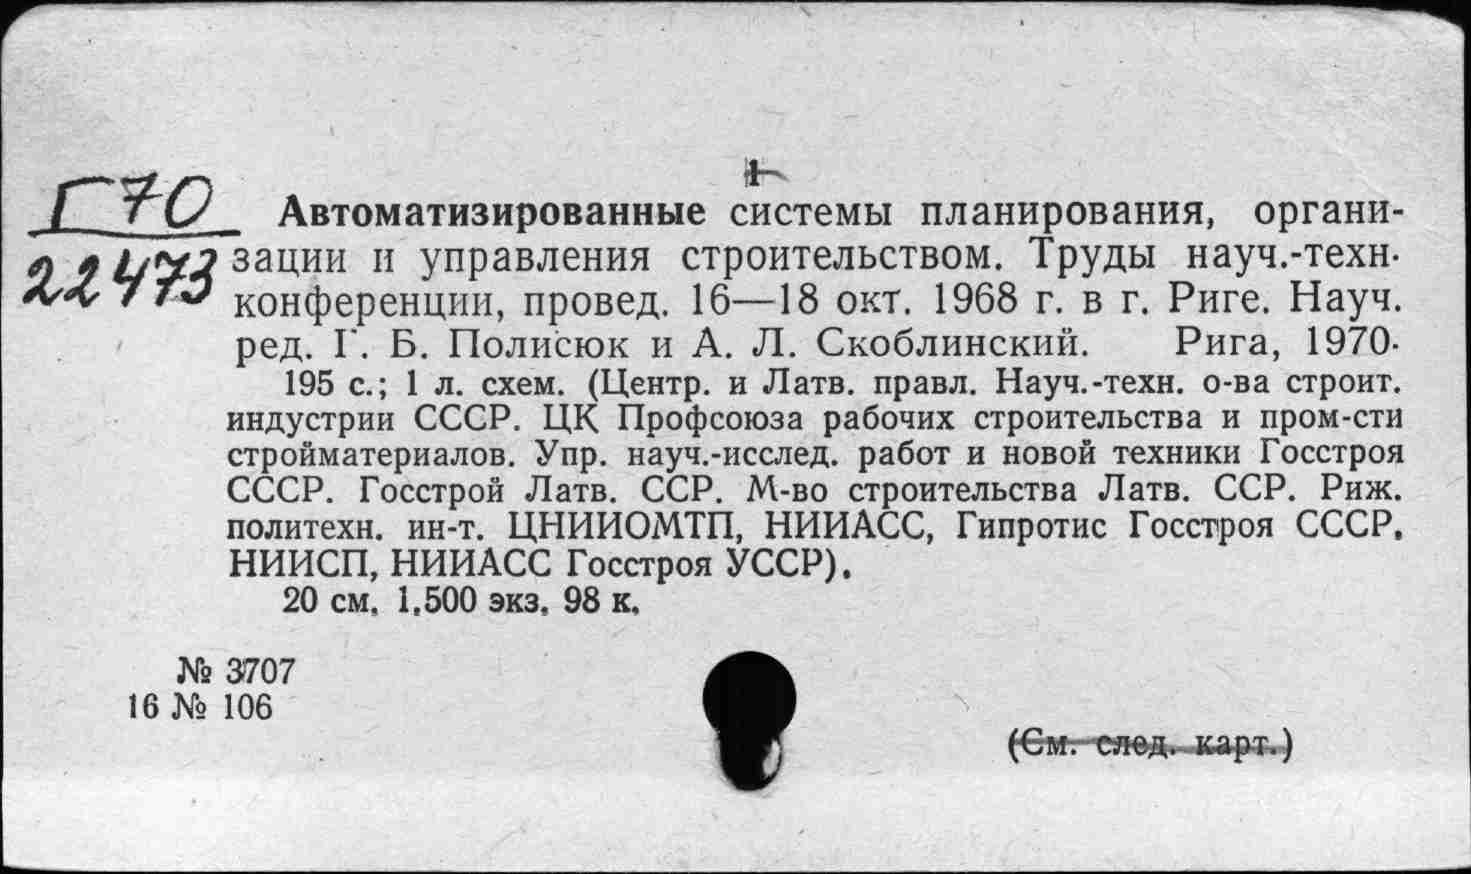 1
Г70
22473
Автоматизированные системы планирования, органи-
зации и управления строительством. Труды науч.-техн.
конференции, провед. 16—18 окт. 1968 г. в г. Риге. Науч.
ред. Г. Б. Полисюк и А. Л. Скоблинский. Рига, 1970.
195 с.; 1 л. схем. (Центр. и Латв. правл. Науч.-техн. о-ва строит.
индустрии СССР. ЦК Профсоюза рабочих строительства и пром-сти
стройматериалов. Упр. науч.-исслед. работ и новой техники Госстроя
СССР. Госстрой Латв. ССР. М-во строительства Латв. ССР. Риж.
политехн. ин-т. ЦНИИОМТП, НИИАСС, Гипротис Госстроя СССР,
НИИСП, НИИАСС Госстроя УССР).
20 см. 1.500 экз. 98 к.
№ 3707
16 № 106
(См. след. карт.)